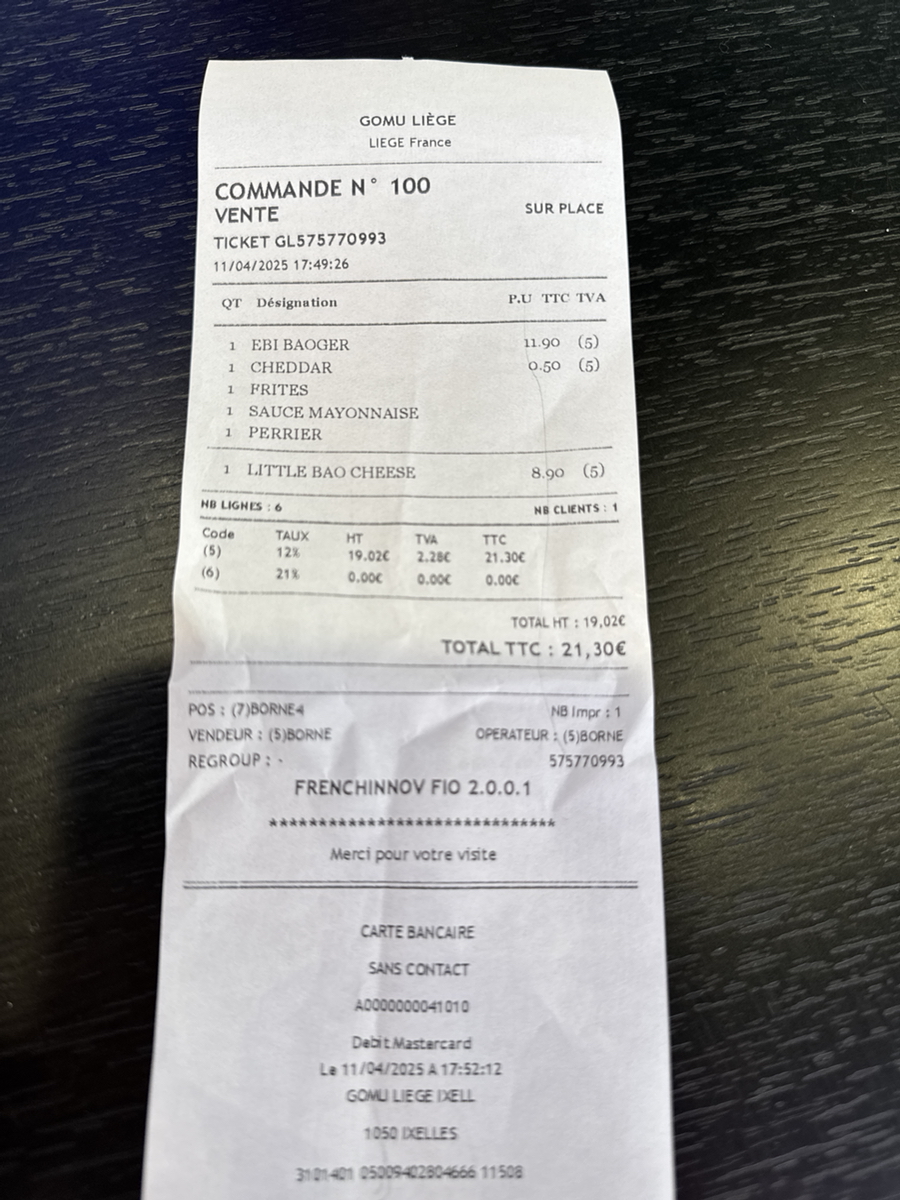 GOMU LIÈGE
LIEGE France
COMMANDE N° 100
VENTE SUR PLACE
TICKET GL575770993
11/04/2025 17:49:26
QT Désignation P.U TTC TVA
1 EBI BAOGER 11.90 (5)
1 CHEDDAR 0.50 (5)
1 FRITES
1 SAUCE MAYONNAISE
1 PERRIER
1 LITTLE BAO CHEESE 8.90 (5)
NB LIGNES : 6 NB CLIENTS : 1
Code TAUX HT TVA TTC
(5) 12% 19.02€ 2.28€ 21.30€
(6) 21% 0.00€ 0.00€ 0.00€
TOTAL HT : 19,02€
TOTAL TTC : 21,30€
POS : (7)BORNE4 NB Impr : 1
VENDEUR : (5)BORNE OPERATEUR : (5)BORNE
REGROUP : - 575770993
FRENCHINNOV FIO 2.0.0.1
*****************************
Merci pour votre visite
CARTE BANCAIRE
SANS CONTACT
A0000000041010
Debit Mastercard
Le 11/04/2025 A 17:52:12
GOMU LIEGE IXELL
1050 IXELLES
3101401 05009402804666 11508